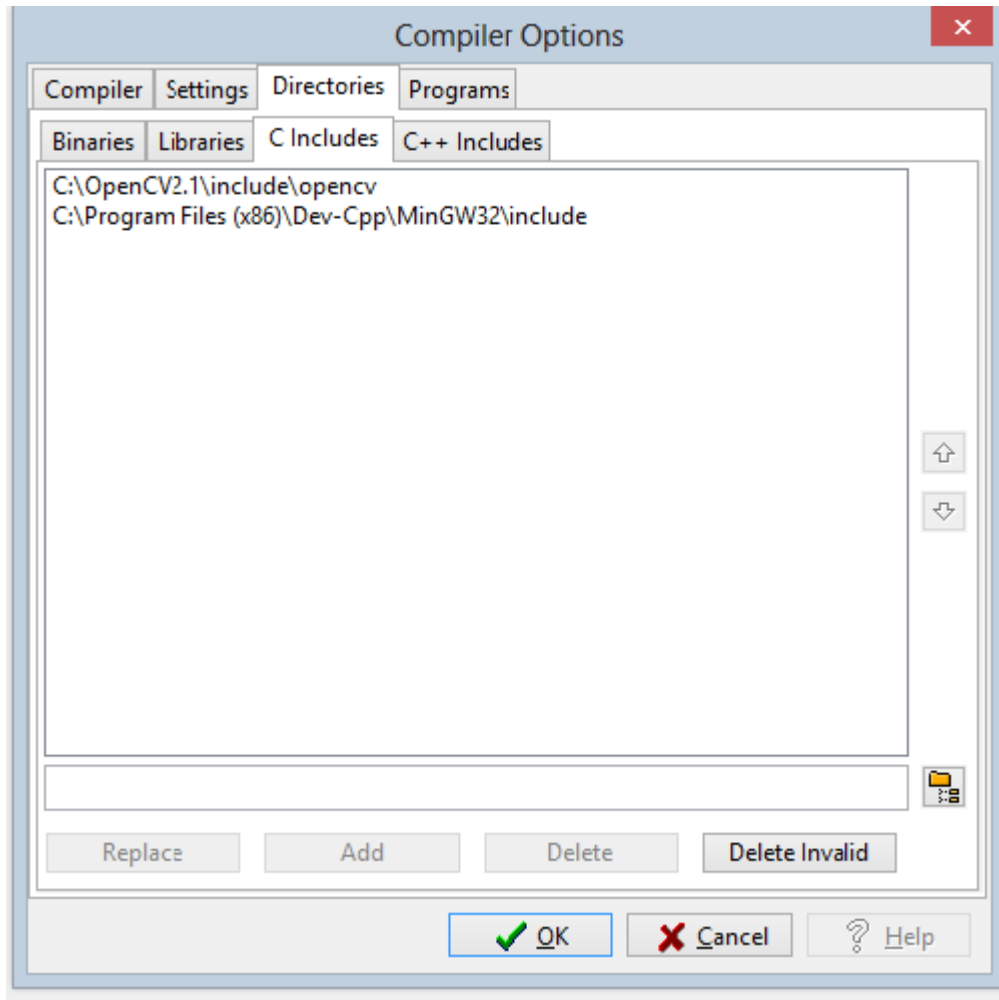 Compiler Options
Compiler Settings Directories Programs
Binaries Libraries C Includes C++ Includes
C:\OpenCV2.1\include\opencv
C:\Program Files (x86)\Dev-Cpp\MinGW32\include
Replace Add Delete Delete Invalid
OK Cancel Help